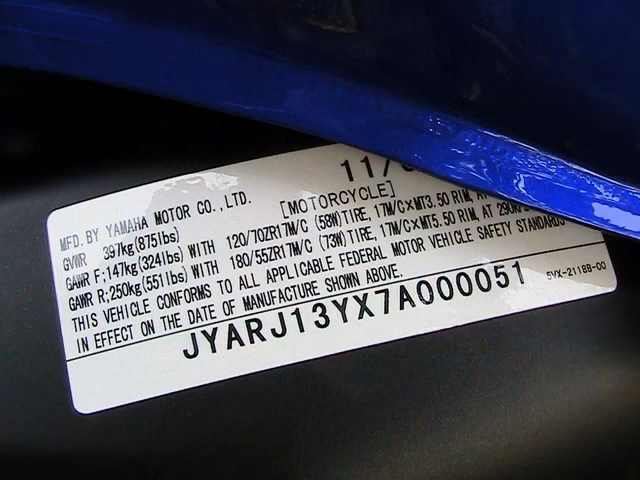 11/
MFD.BY YAMAHA MOTOR CO.,LTD. [MOTORCYCLE]
GVWR 397kg(875lbs)
GAWR F;147kg(324lbs) WITH 120/70ZR17M/C (58W)TIRE, 17M/C×MT3.50 RIM, AT
GAWR R;250kg(551lbs) WITH 180/55ZR17M/C (73W)TIRE, 17M/C×MT5.50 RIM, AT
THIS VEHICLE CONFORMS TO ALL APPLICABLE FEDERAL MOTOR VEHICLE SAFETY STANDARDS
IN EFFECT ON THE DATE OF MANUFACTURE SHOWN ABOVE. 5VX-2118B-00
JYARJ13YX7A000051